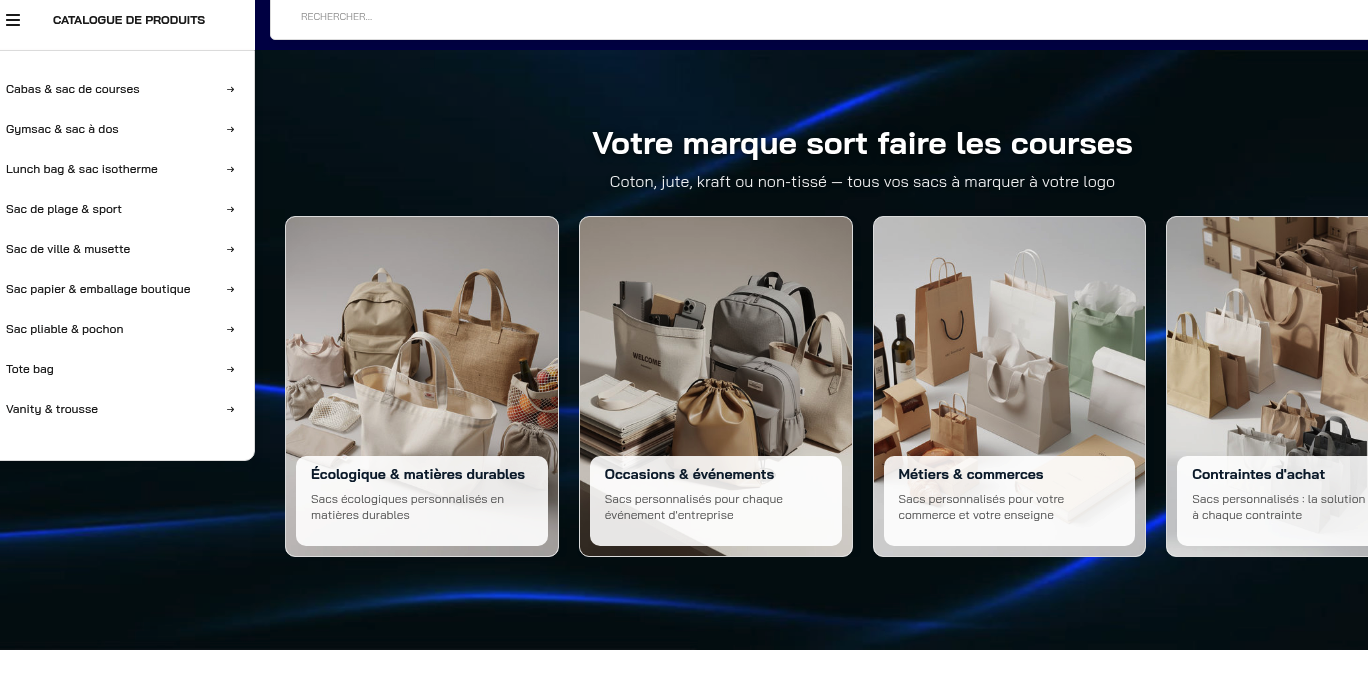 CATALOGUE DE PRODUITS
RECHERCHER...
Cabas & sac de courses
Gymsac & sac à dos
Lunch bag & sac isotherme
Sac de plage & sport
Sac de ville & musette
Sac papier & emballage boutique
Sac pliable & pochon
Tote bag
Vanity & trousse
Votre marque sort faire les courses
Coton, jute, kraft ou non-tissé — tous vos sacs à marquer à votre logo
WELCOME
Écologique & matières durables
Sacs écologiques personnalisés en
matières durables
Occasions & événements
Sacs personnalisés pour chaque
événement d'entreprise
Métiers & commerces
Sacs personnalisés pour votre
commerce et votre enseigne
Contraintes d'achat
Sacs personnalisés : la solution
à chaque contrainte